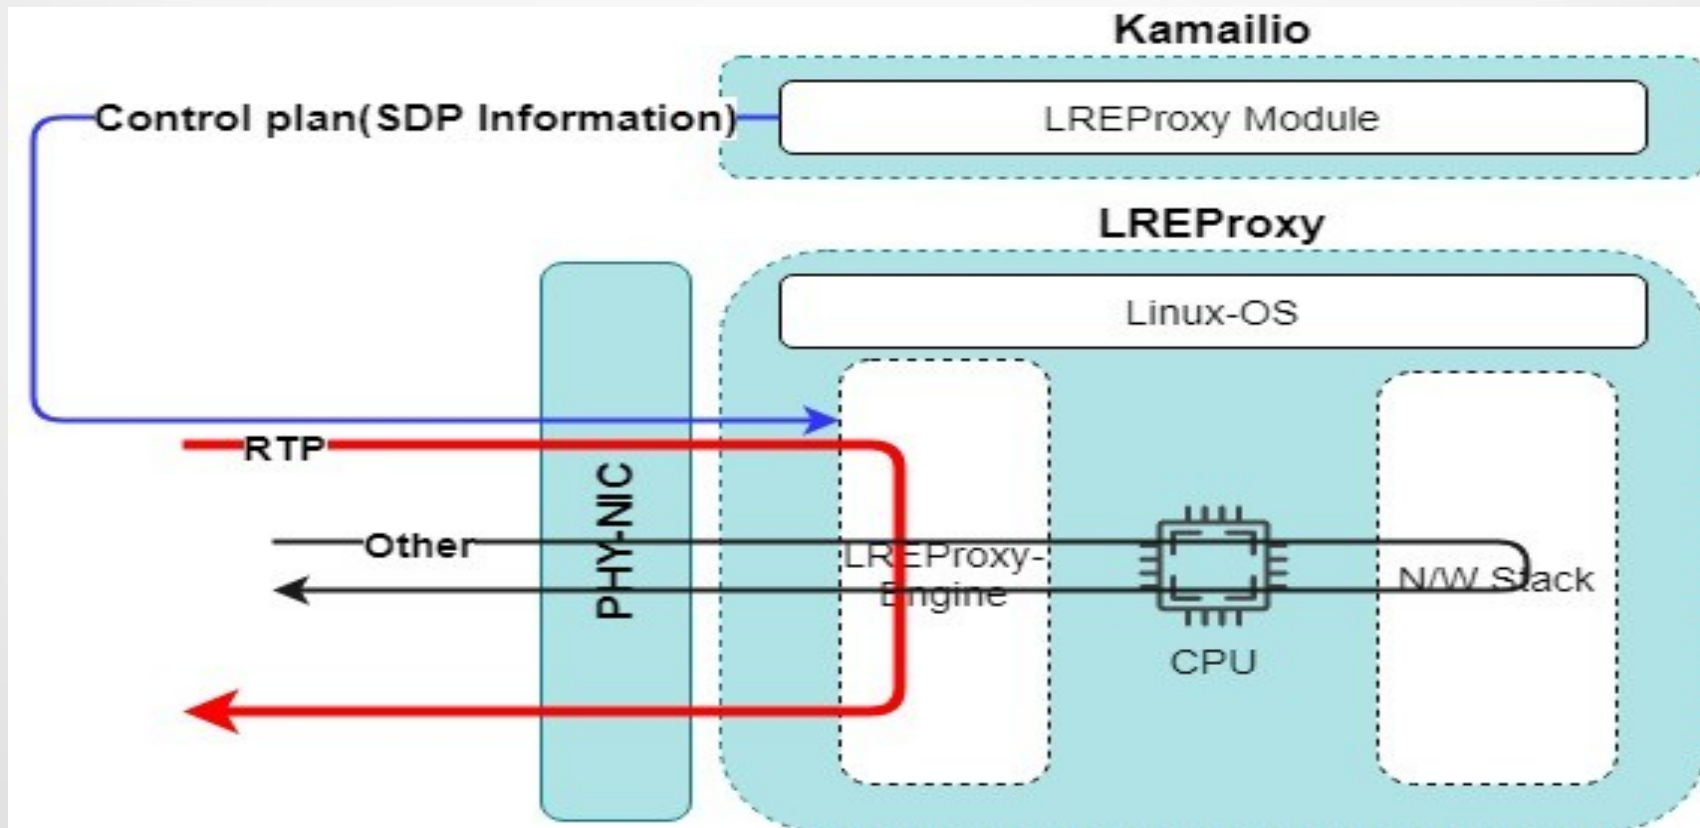 Kamailio
Control plan(SDP Information)
LREProxy Module
LREProxy
Linux-OS
RTP
PHY-NIC
Other
LREProxy-
Engine
N/W Stack
CPU